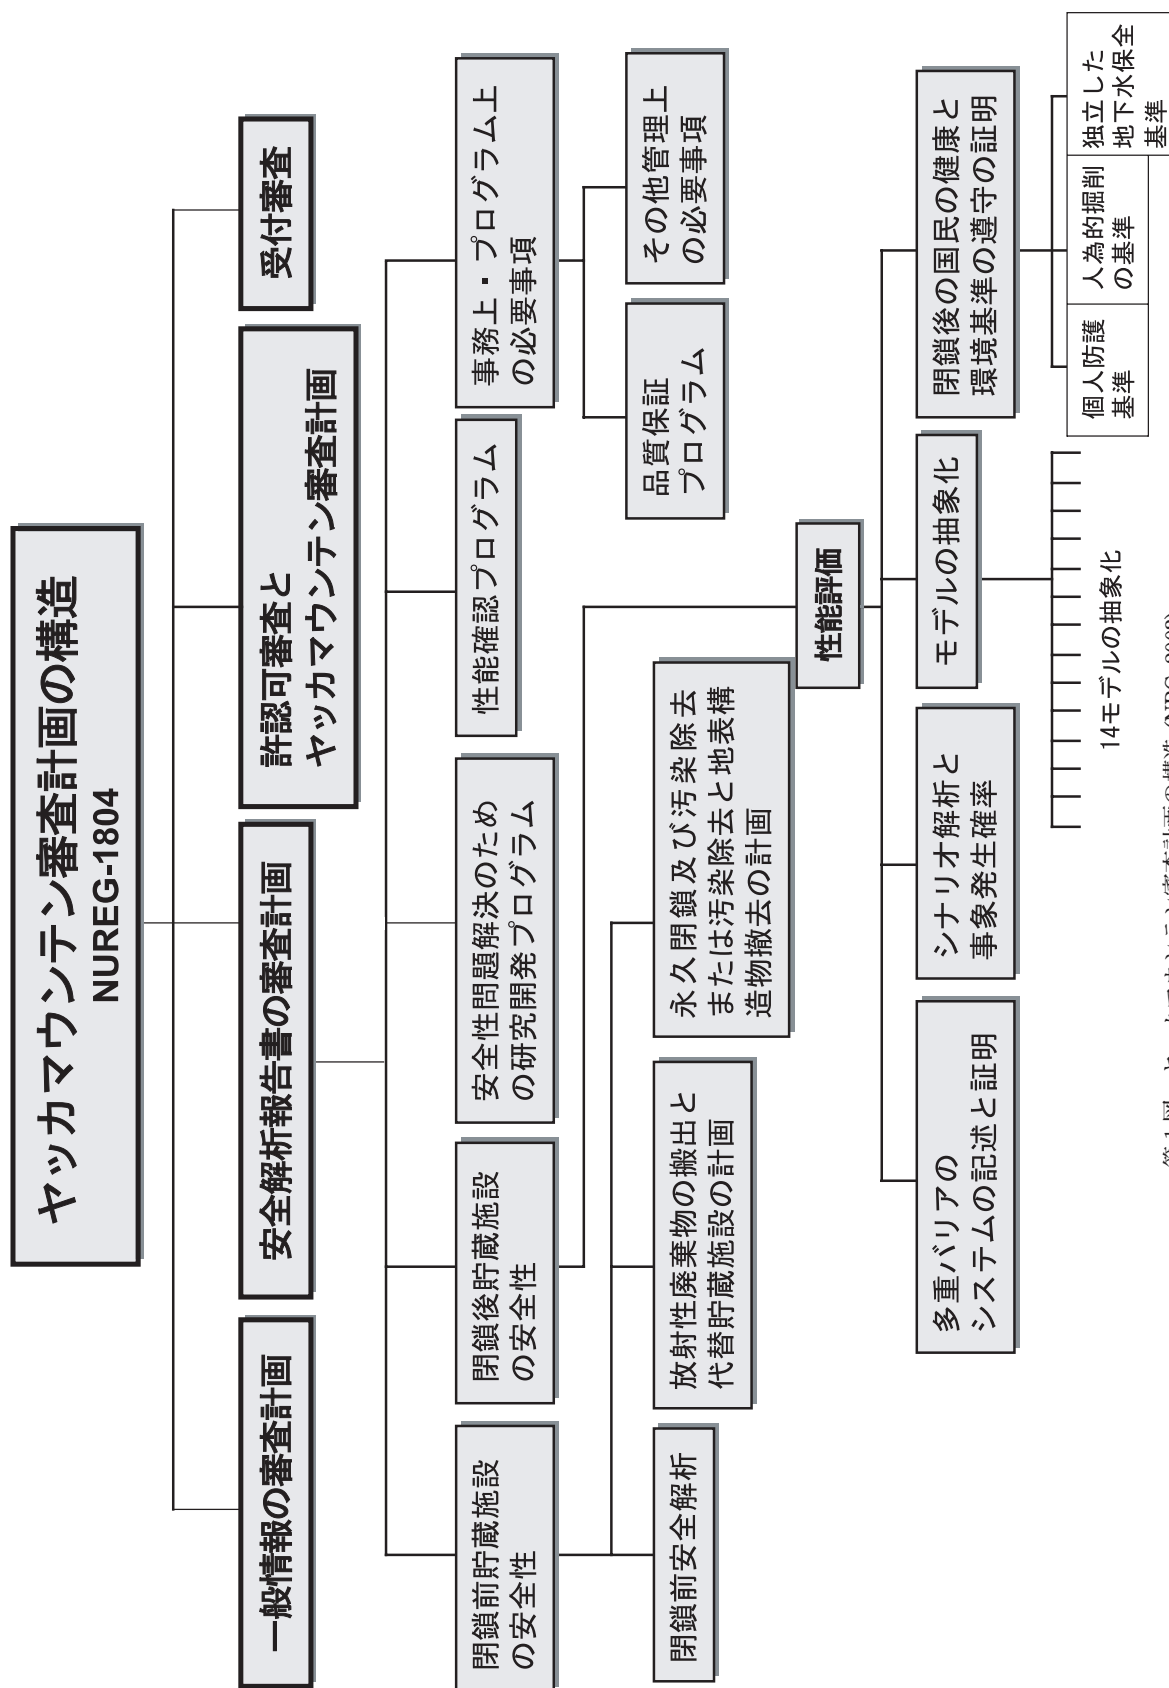 ヤッカマウンテン審査計画の構造
NUREG-1804
一般情報の審査計画
安全解析報告書の審査計画
許認可審査と
ヤッカマウンテン審査計画
受付審査
閉鎖前貯蔵施設
の安全性
閉鎖後貯蔵施設
の安全性
安全性問題解決のため
の研究開発プログラム
性能確認プログラム
事務上・プログラム上
の必要事項
品質保証
プログラム
その他管理上
の必要事項
閉鎖前安全解析
放射性廃棄物の搬出と
代替貯蔵施設の計画
永久閉鎖及び汚染除去
または汚染除去と地表構
造物撤去の計画
性能評価
多重バリアの
システムの記述と証明
シナリオ解析と
事象発生確率
モデルの抽象化
閉鎖後の国民の健康と
環境基準の遵守の証明
14モデルの抽象化
個人防護
基準
人為的掘削
の基準
独立した
地下水保全
基準